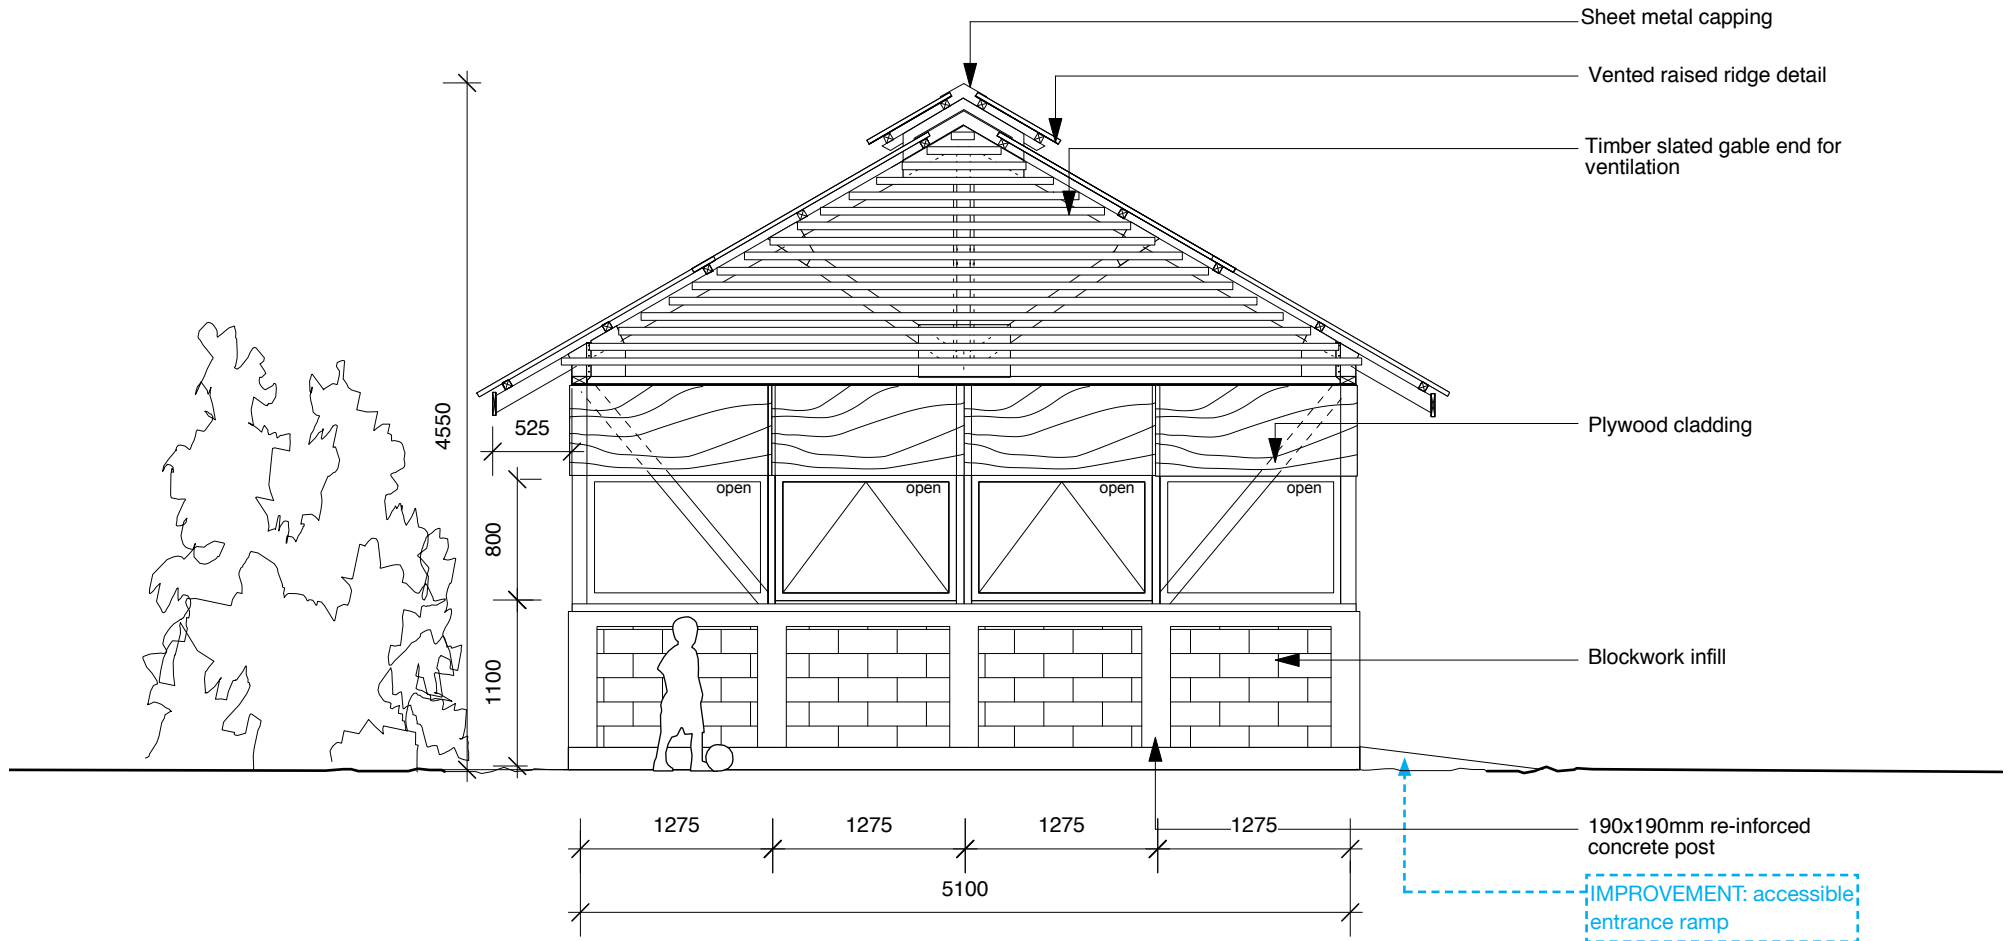 Sheet metal capping
Vented raised ridge detail
Timber slated gable end for
ventilation
4550
525
Plywood cladding
open
open
open
open
800
1100
Blockwork infill
1275
1275
1275
1275
190x190mm re-inforced
concrete post
5100
IMPROVEMENT: accessible
entrance ramp